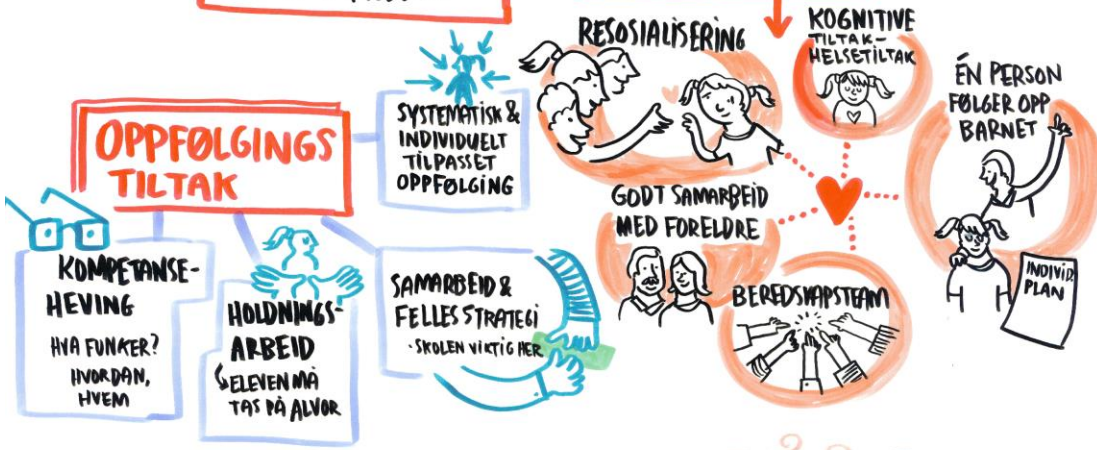 OPPFØLGINGS
TILTAK
SYSTEMATISK &
INDIVIDUELT
TILPASSET
OPPFØLGING
KOMPETANSE-
HEVING
HVA FUNKER?
HVORDAN,
HVEM
HOLDNINGS-
ARBEID
↳ ELEVEN MÅ
TAS PÅ ALVOR
SAMARBEID &
FELLES STRATEGI
· SKOLEN VIKTIG HER
RESOSIALISERING
KOGNITIVE
TILTAK-
HELSETILTAK
ÉN PERSON
FØLGER OPP
BARNET
INDIVID.
PLAN
GODT SAMARBEID
MED FORELDRE
BEREDSKAPSTEAM